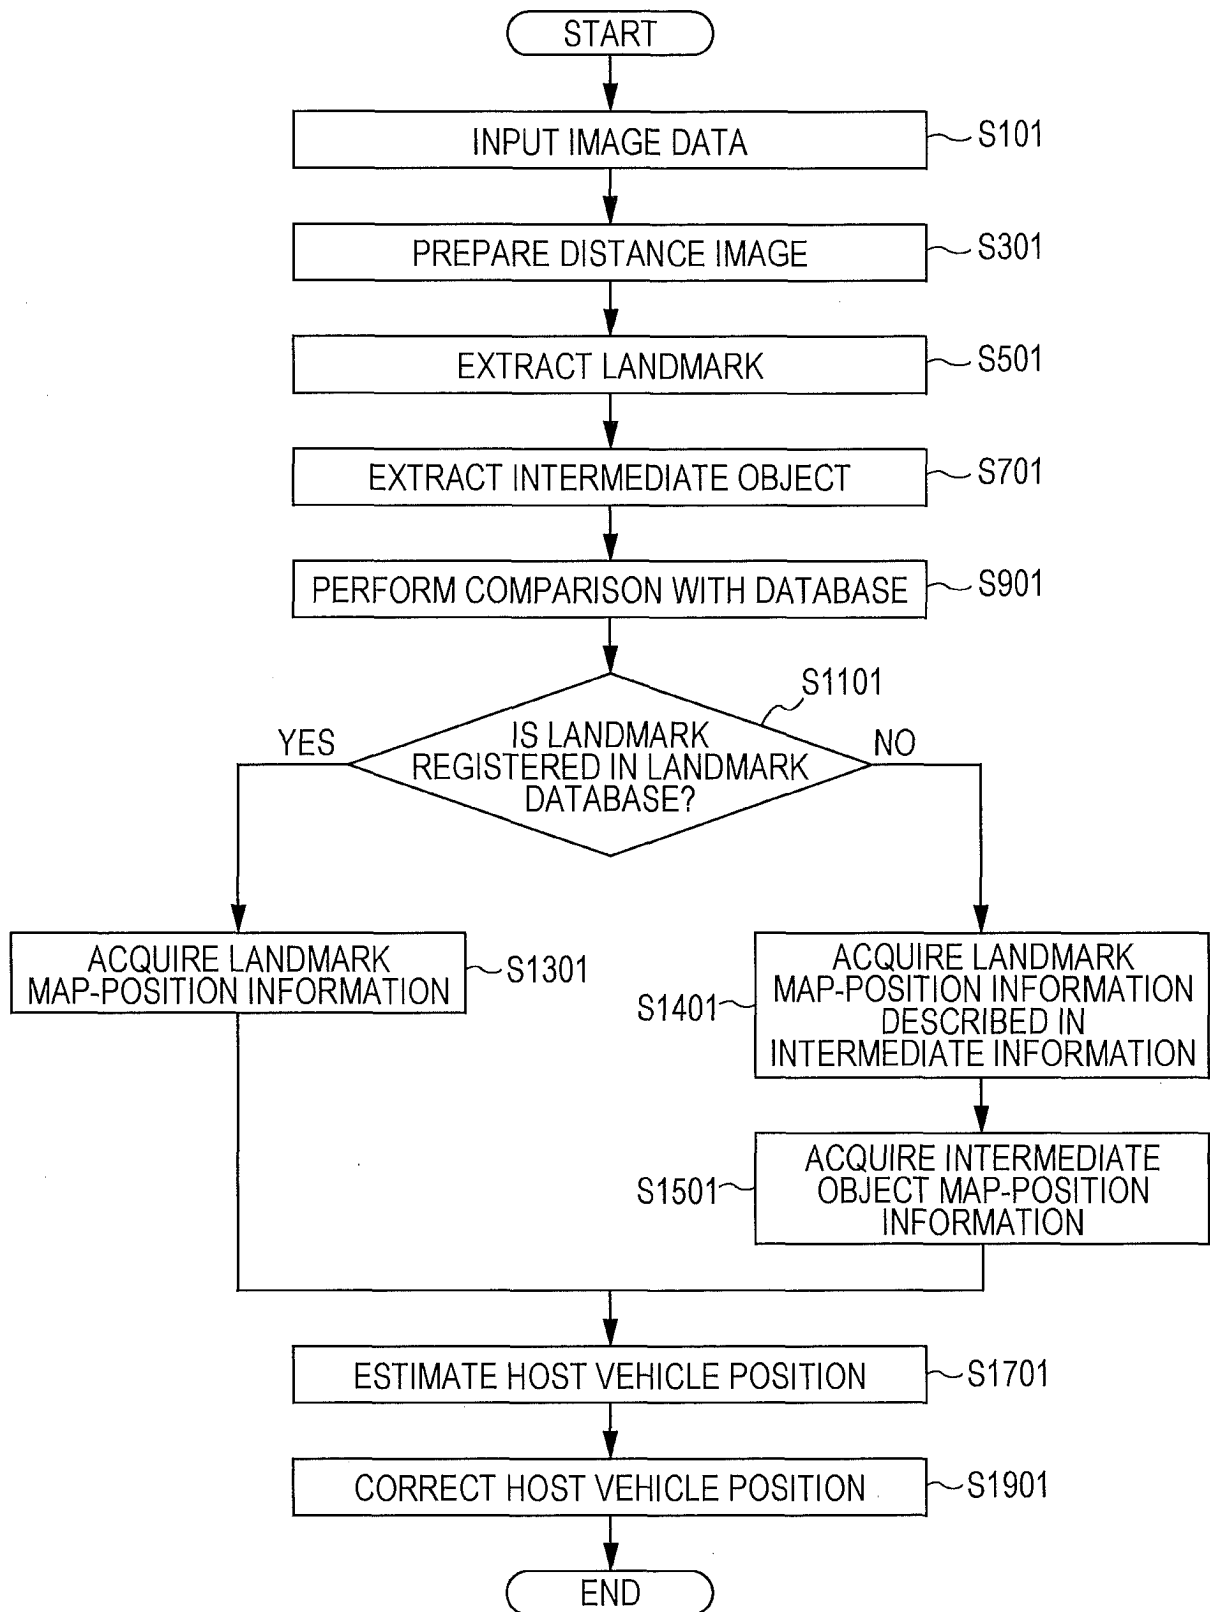 START
INPUT IMAGE DATA
S101
PREPARE DISTANCE IMAGE
S301
EXTRACT LANDMARK
S501
EXTRACT INTERMEDIATE OBJECT
S701
PERFORM COMPARISON WITH DATABASE
S901
S1101
IS LANDMARK
REGISTERED IN LANDMARK
DATABASE?
YES
NO
ACQUIRE LANDMARK
MAP-POSITION INFORMATION
S1301
ACQUIRE LANDMARK
MAP-POSITION INFORMATION
DESCRIBED IN
INTERMEDIATE INFORMATION
S1401
ACQUIRE INTERMEDIATE
OBJECT MAP-POSITION
INFORMATION
S1501
ESTIMATE HOST VEHICLE POSITION
S1701
CORRECT HOST VEHICLE POSITION
S1901
END